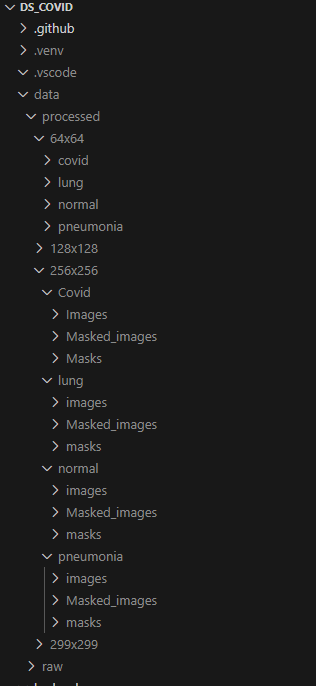 DS_COVID
.github
.venv
.vscode
data
processed
64x64
covid
lung
normal
pneumonia
128x128
256x256
Covid
Images
Masked_images
Masks
lung
images
Masked_images
masks
normal
images
Masked_images
masks
pneumonia
images
Masked_images
masks
299x299
raw